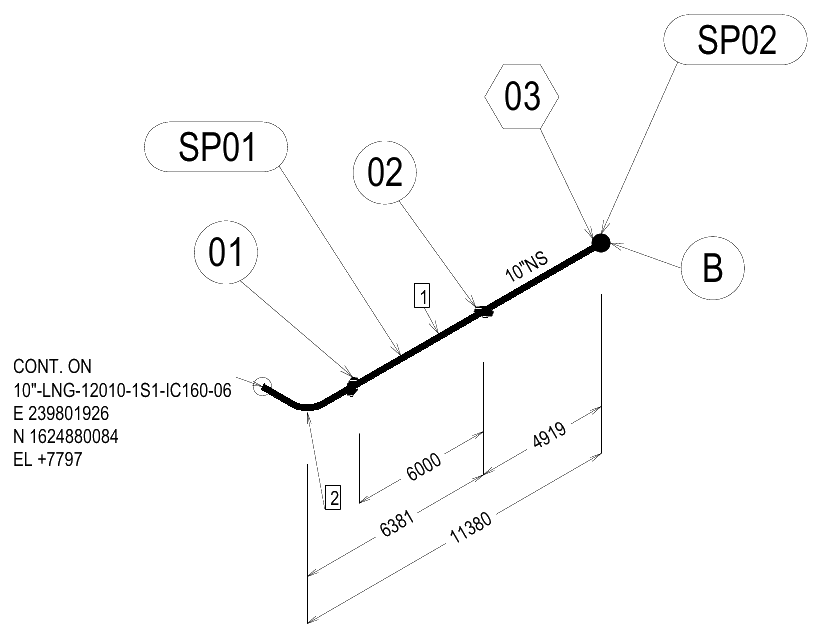 SP02
03
SP01
02
01
10"NS
B
1
CONT. ON
10"-LNG-12010-1S1-IC160-06
E 239801926
N 1624880084
EL +7797
6000
4919
2
6381
11380